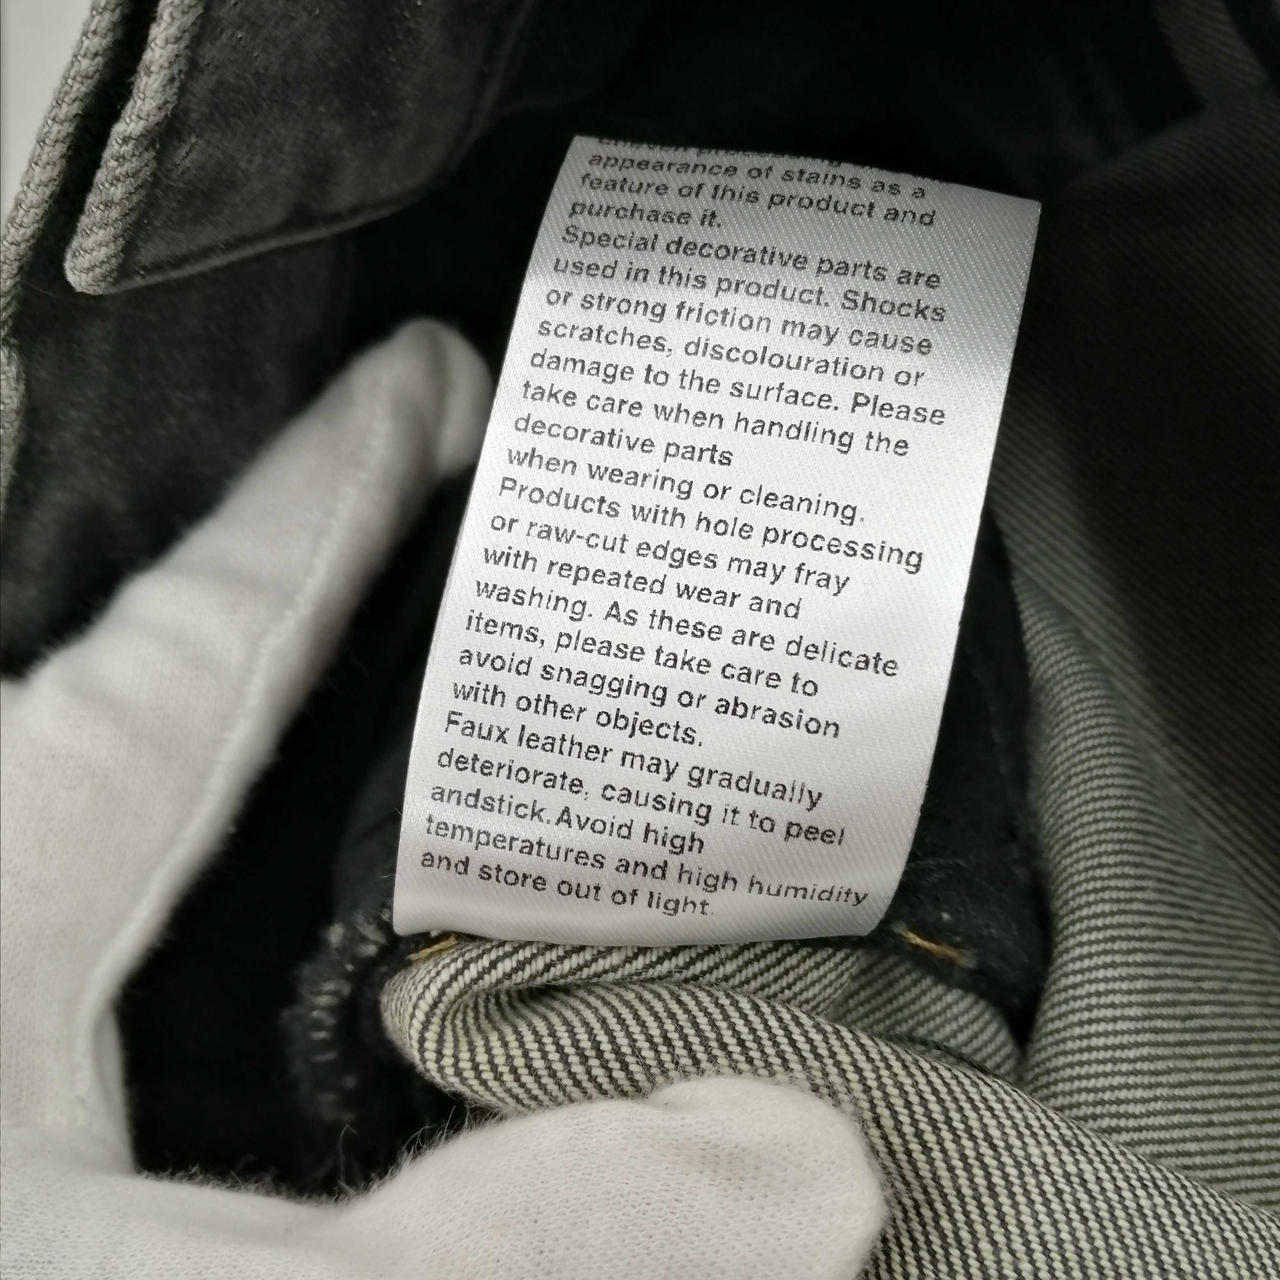 appearance of stains as a
feature of this product and
purchase it.
Special decorative parts are
used in this product. Shocks
or strong friction may cause
scratches, discolouration or
damage to the surface. Please
take care when handling the
decorative parts
when wearing or cleaning.
Products with hole processing
or raw-cut edges may fray
with repeated wear and
washing. As these are delicate
items, please take care to
avoid snagging or abrasion
with other objects.
Faux leather may gradually
deteriorate, causing it to peel
andstick.Avoid high
temperatures and high humidity
and store out of light.